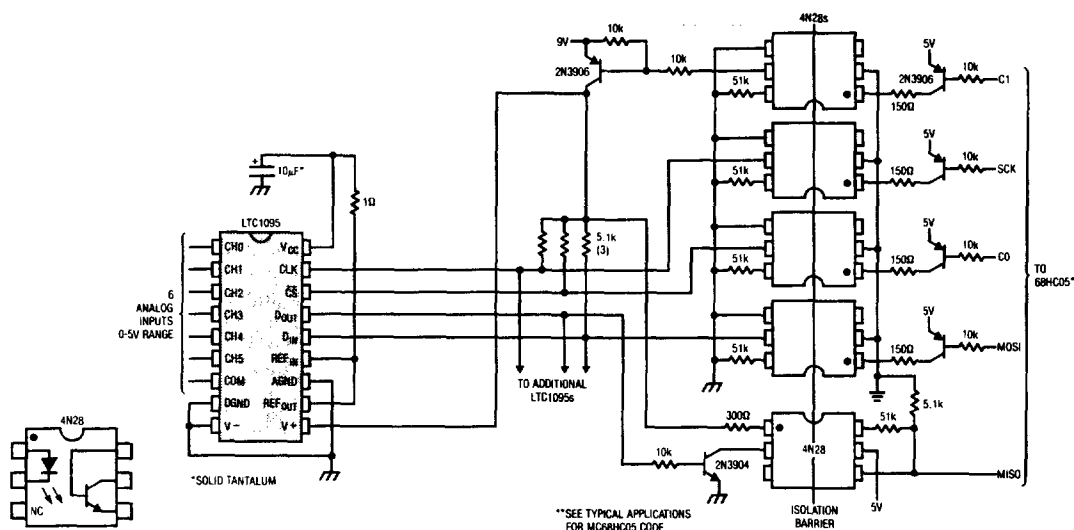 4N28s
10k
9V
2N3906
10k
51k
5V
2N3906
10k
C1
150Ω
5V
51k
150Ω
10k
SCK
10µF*
1Ω
LTC1095
5.1k
(3)
5V
51k
150Ω
10k
C0
TO
68HC05*
6
ANALOG
INPUTS
0-5V RANGE
CH0
CH1
CH2
CH3
CH4
CH5
COM
DGND
V−
VCC
CLK
CS
DOUT
DIN
REFIN
AGND
REFOUT
V+
5V
51k
150Ω
10k
MOSI
TO ADDITIONAL
LTC1095s
5.1k
300Ω
51k
4N28
10k
2N3904
MISO
5V
4N28
NC
*SOLID TANTALUM
**SEE TYPICAL APPLICATIONS
FOR MC68HC05 CODE
ISOLATION
BARRIER